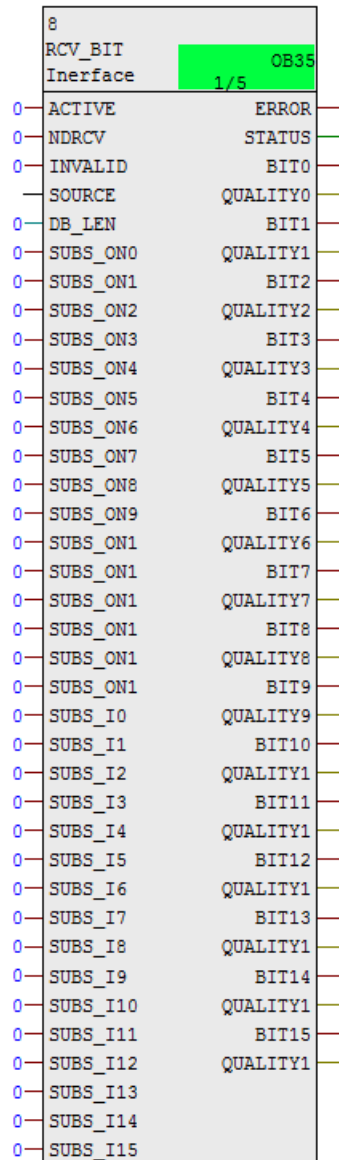 8
RCV_BIT
Inerface
OB35
1/5
0 ACTIVE ERROR
0 NDRCV STATUS
0 INVALID BIT0
SOURCE QUALITY0
0 DB_LEN BIT1
0 SUBS_ON0 QUALITY1
0 SUBS_ON1 BIT2
0 SUBS_ON2 QUALITY2
0 SUBS_ON3 BIT3
0 SUBS_ON4 QUALITY3
0 SUBS_ON5 BIT4
0 SUBS_ON6 QUALITY4
0 SUBS_ON7 BIT5
0 SUBS_ON8 QUALITY5
0 SUBS_ON9 BIT6
0 SUBS_ON1 QUALITY6
0 SUBS_ON1 BIT7
0 SUBS_ON1 QUALITY7
0 SUBS_ON1 BIT8
0 SUBS_ON1 QUALITY8
0 SUBS_ON1 BIT9
0 SUBS_I0 QUALITY9
0 SUBS_I1 BIT10
0 SUBS_I2 QUALITY1
0 SUBS_I3 BIT11
0 SUBS_I4 QUALITY1
0 SUBS_I5 BIT12
0 SUBS_I6 QUALITY1
0 SUBS_I7 BIT13
0 SUBS_I8 QUALITY1
0 SUBS_I9 BIT14
0 SUBS_I10 QUALITY1
0 SUBS_I11 BIT15
0 SUBS_I12 QUALITY1
0 SUBS_I13
0 SUBS_I14
0 SUBS_I15